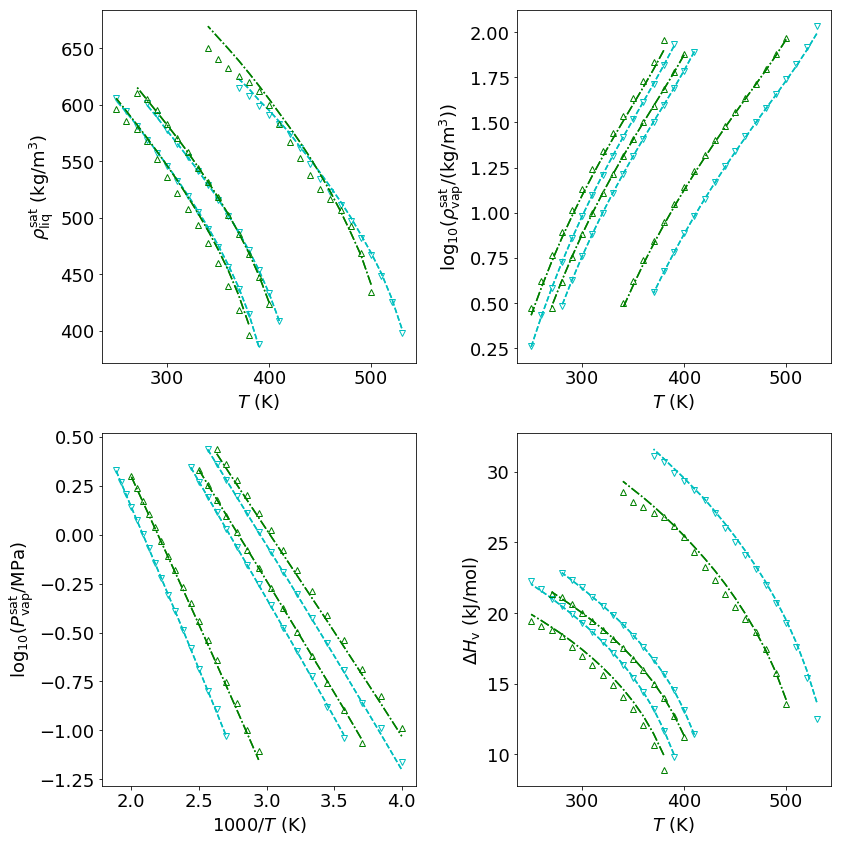 650
600
550
500
450
400
300 400 500
ρ_liq^sat (kg/m³)
T (K)
2.00
1.75
1.50
1.25
1.00
0.75
0.50
0.25
300 400 500
log₁₀(ρ_vap^sat/(kg/m³))
T (K)
0.50
0.25
0.00
−0.25
−0.50
−0.75
−1.00
−1.25
2.0 2.5 3.0 3.5 4.0
log₁₀(P_vap^sat/MPa)
1000/T (K)
30
25
20
15
10
300 400 500
ΔH_v (kJ/mol)
T (K)